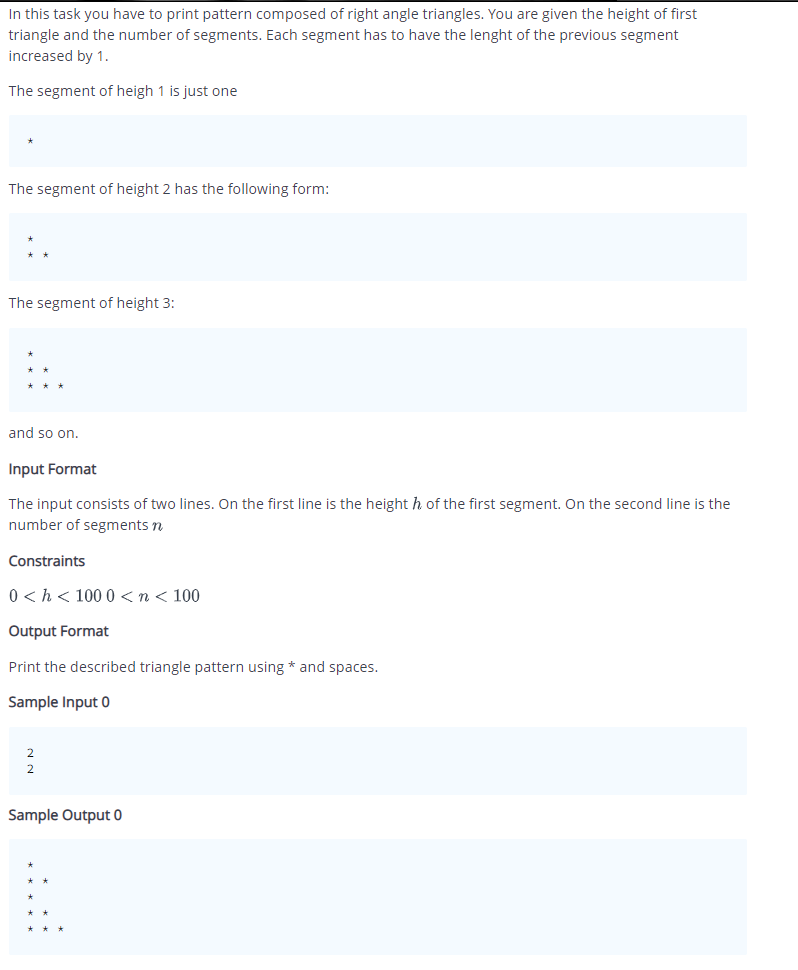 In this task you have to print pattern composed of right angle triangles. You are given the height of first
triangle and the number of segments. Each segment has to have the lenght of the previous segment
increased by 1.
The segment of heigh 1 is just one
*
The segment of height 2 has the following form:
*
* *
The segment of height 3:
*
* *
* * *
and so on.
Input Format
The input consists of two lines. On the first line is the height h of the first segment. On the second line is the
number of segments n
Constraints
0 < h < 100 0 < n < 100
Output Format
Print the described triangle pattern using * and spaces.
Sample Input 0
2
2
Sample Output 0
*
* *
*
* *
* * *